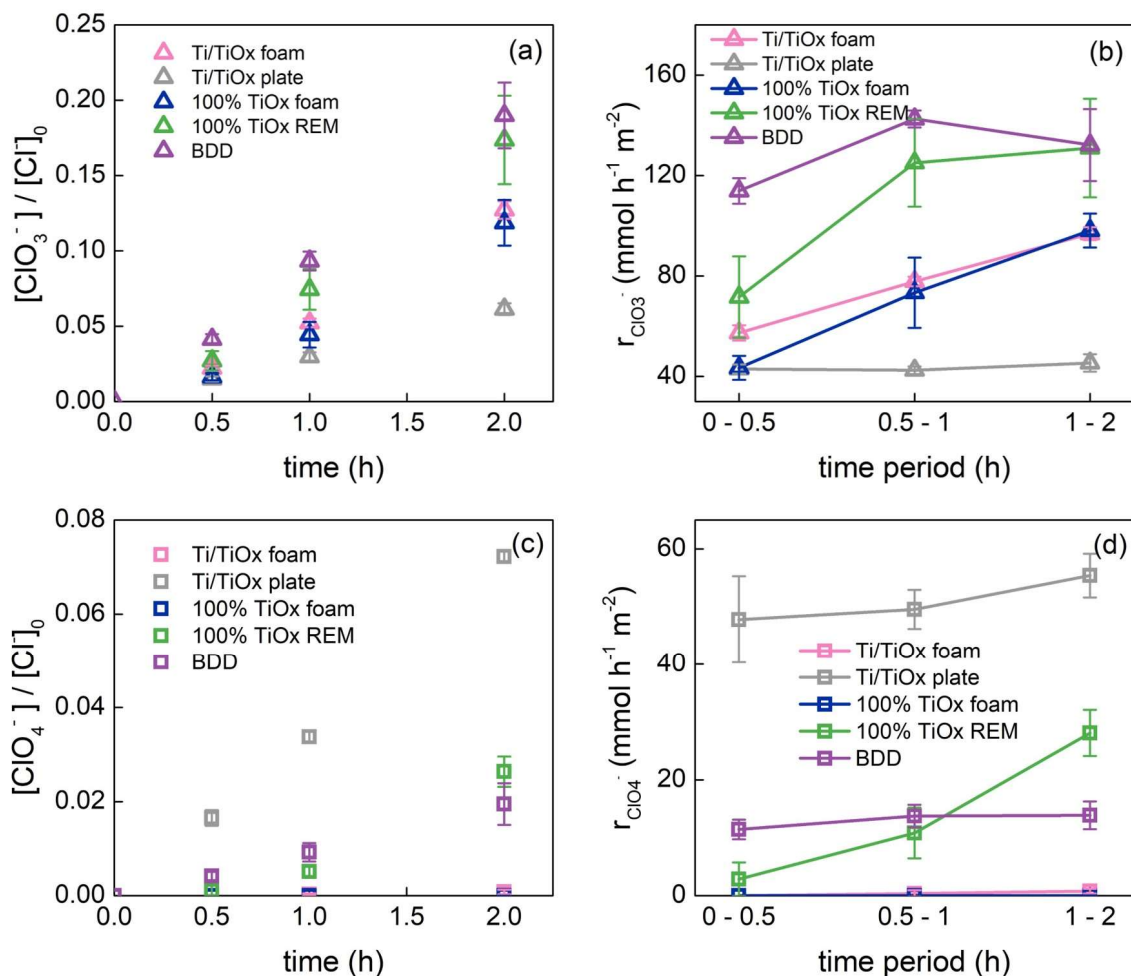 0.25
0.20
0.15
0.10
0.05
0.00
[ClO3-] / [Cl-]0
Ti/TiOx foam
Ti/TiOx plate
100% TiOx foam
100% TiOx REM
BDD
(a)
0.0 0.5 1.0 1.5 2.0
time (h)
160
120
80
40
rClO3- (mmol h-1 m-2)
Ti/TiOx foam
Ti/TiOx plate
100% TiOx foam
100% TiOx REM
BDD
(b)
0 - 0.5 0.5 - 1 1 - 2
time period (h)
0.08
0.06
0.04
0.02
0.00
[ClO4-] / [Cl-]0
Ti/TiOx foam
Ti/TiOx plate
100% TiOx foam
100% TiOx REM
BDD
(c)
0.0 0.5 1.0 1.5 2.0
time (h)
60
40
20
0
rClO4- (mmol h-1 m-2)
(d)
Ti/TiOx foam
Ti/TiOx plate
100% TiOx foam
100% TiOx REM
BDD
0 - 0.5 0.5 - 1 1 - 2
time period (h)